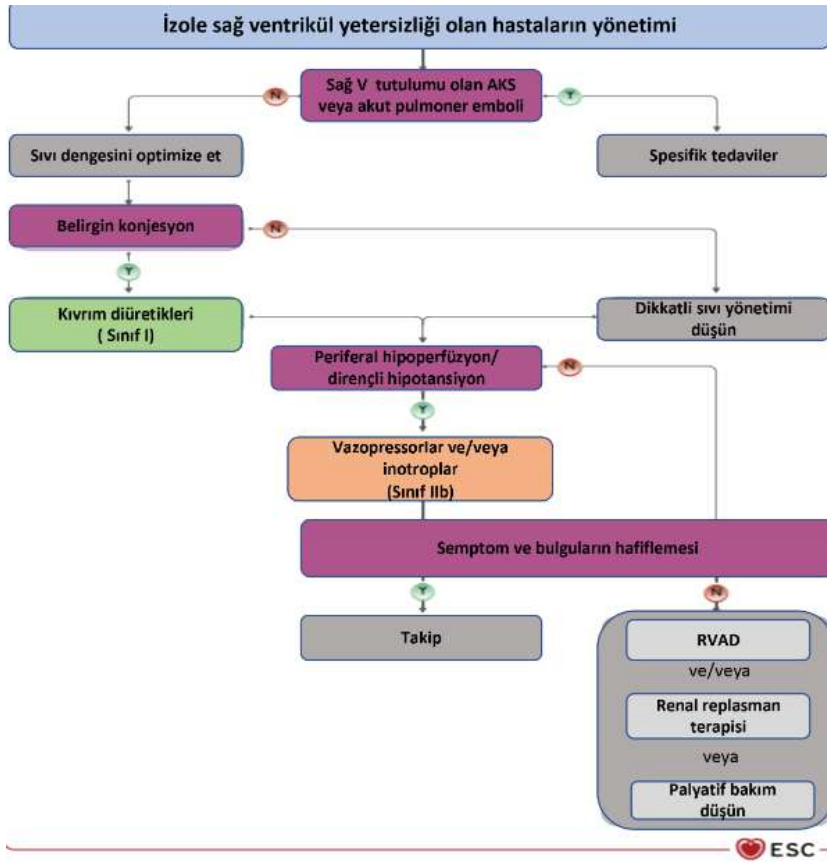 İzole sağ ventrikül yetersizliği olan hastaların yönetimi
Sağ V tutulumu olan AKS
veya akut pulmoner emboli
N
Y
Sıvı dengesini optimize et
Spesifik tedaviler
Belirgin konjesyon
N
Y
Kıvrım diüretikleri
( Sınıf I)
Dikkatli sıvı yönetimi
düşün
Periferal hipoperfüzyon/
dirençli hipotansiyon
N
Y
Vazopressorlar ve/veya
inotroplar
(Sınıf IIb)
Semptom ve bulguların hafiflemesi
Y
N
Takip
RVAD
ve/veya
Renal replasman
terapisi
veya
Palyatif bakım
düşün
ESC